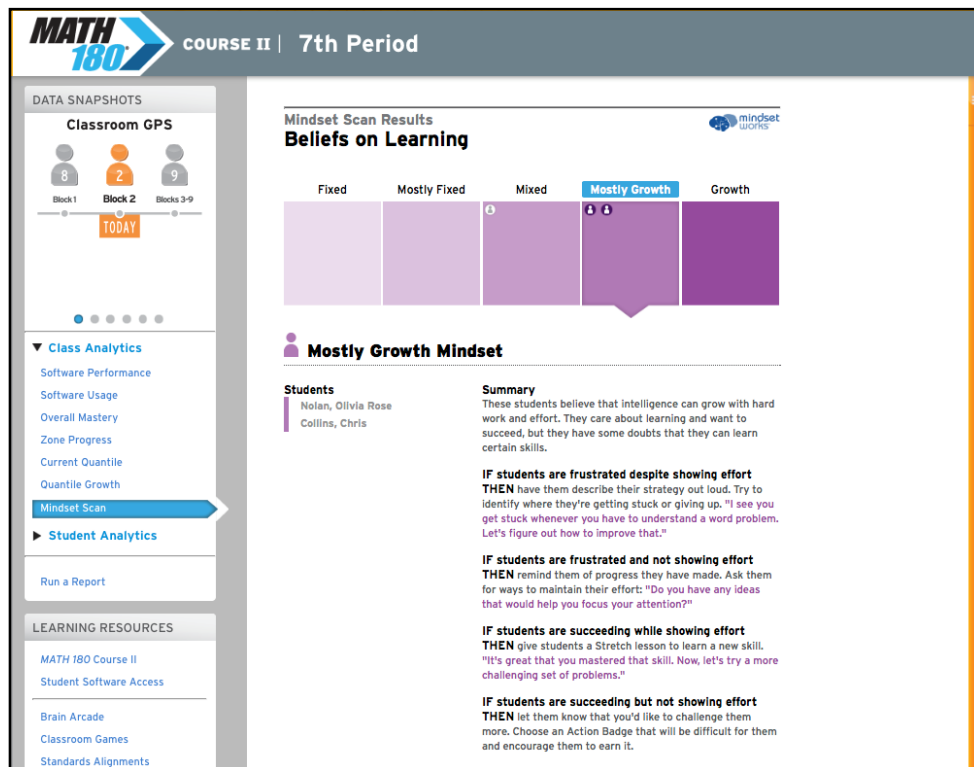 MATH
180
COURSE II | 7th Period
DATA SNAPSHOTS
Classroom GPS
8
2
9
Block 1
Block 2
Blocks 3-9
TODAY
Class Analytics
Software Performance
Software Usage
Overall Mastery
Zone Progress
Current Quantile
Quantile Growth
Mindset Scan
Student Analytics
Run a Report
LEARNING RESOURCES
MATH 180 Course II
Student Software Access
Brain Arcade
Classroom Games
Standards Alignments
Mindset Scan Results
Beliefs on Learning
mindset
works
Fixed
Mostly Fixed
Mixed
Mostly Growth
Growth
Mostly Growth Mindset
Students
Nolan, Olivia Rose
Collins, Chris
Summary
These students believe that intelligence can grow with hard
work and effort. They care about learning and want to
succeed, but they have some doubts that they can learn
certain skills.
IF students are frustrated despite showing effort
THEN have them describe their strategy out loud. Try to
identify where they're getting stuck or giving up. "I see you
get stuck whenever you have to understand a word problem.
Let's figure out how to improve that."
IF students are frustrated and not showing effort
THEN remind them of progress they have made. Ask them
for ways to maintain their effort: "Do you have any ideas
that would help you focus your attention?"
IF students are succeeding while showing effort
THEN give students a Stretch lesson to learn a new skill.
"It's great that you mastered that skill. Now, let's try a more
challenging set of problems."
IF students are succeeding but not showing effort
THEN let them know that you'd like to challenge them
more. Choose an Action Badge that will be difficult for them
and encourage them to earn it.